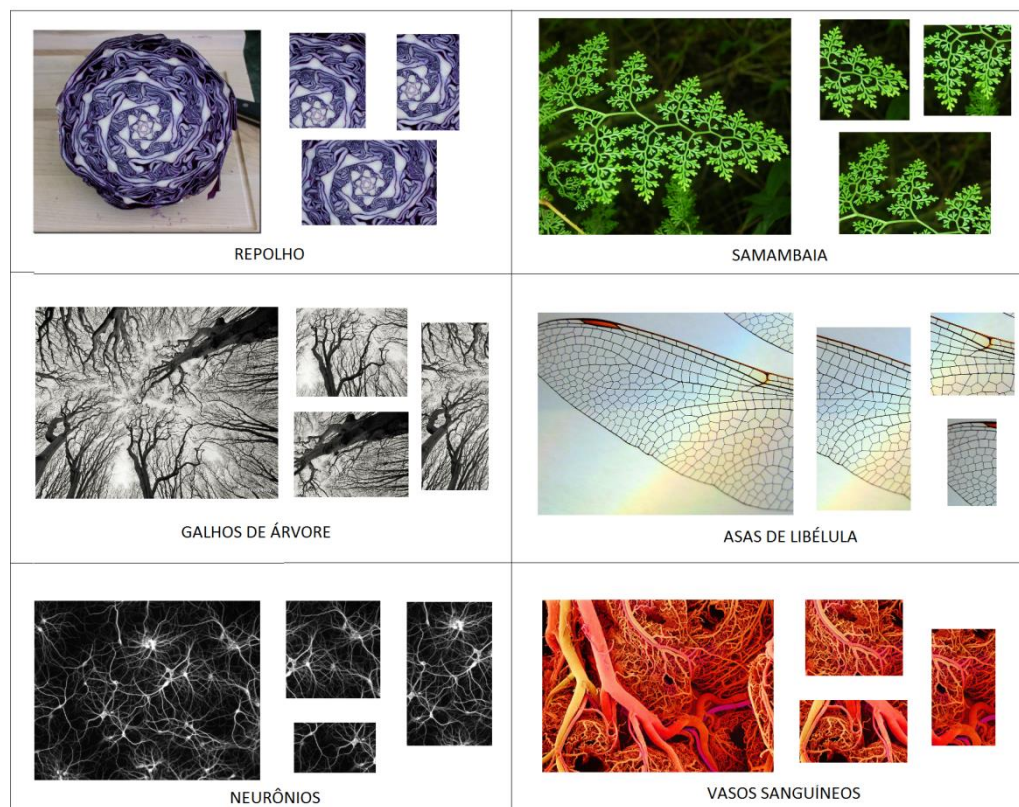 REPOLHO
SAMAMBAIA
GALHOS DE ÁRVORE
ASAS DE LIBÉLULA
NEURÔNIOS
VASOS SANGUÍNEOS